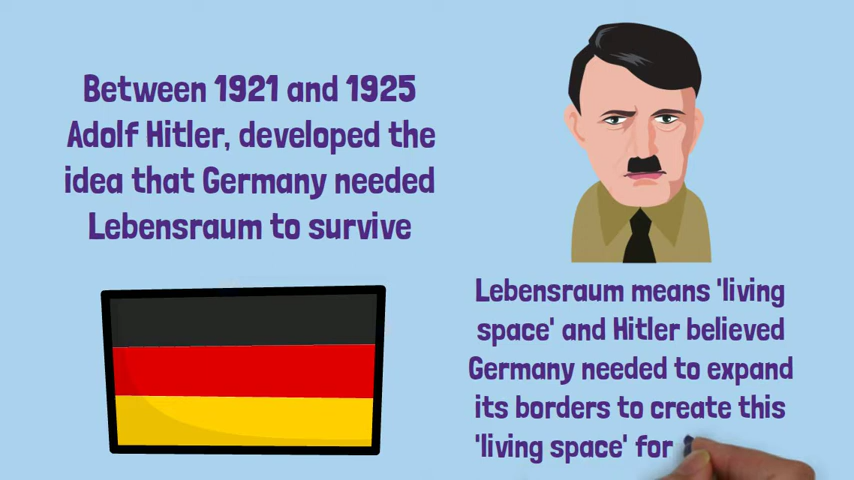 Between 1921 and 1925
Adolf Hitler, developed the
idea that Germany needed
Lebensraum to survive
Lebensraum means 'living
space' and Hitler believed
Germany needed to expand
its borders to create this
'living space' for